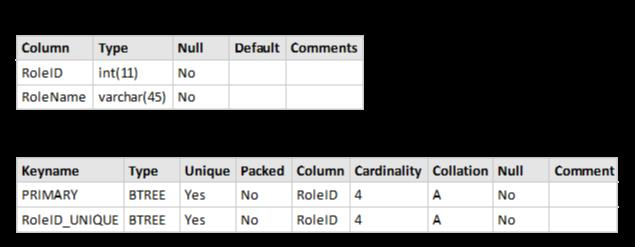 Column Type Null Default Comments
RoleID int(11) No
RoleName varchar(45) No
Keyname Type Unique Packed Column Cardinality Collation Null Comment
PRIMARY BTREE Yes No RoleID 4 A No
RoleID_UNIQUE BTREE Yes No RoleID 4 A No